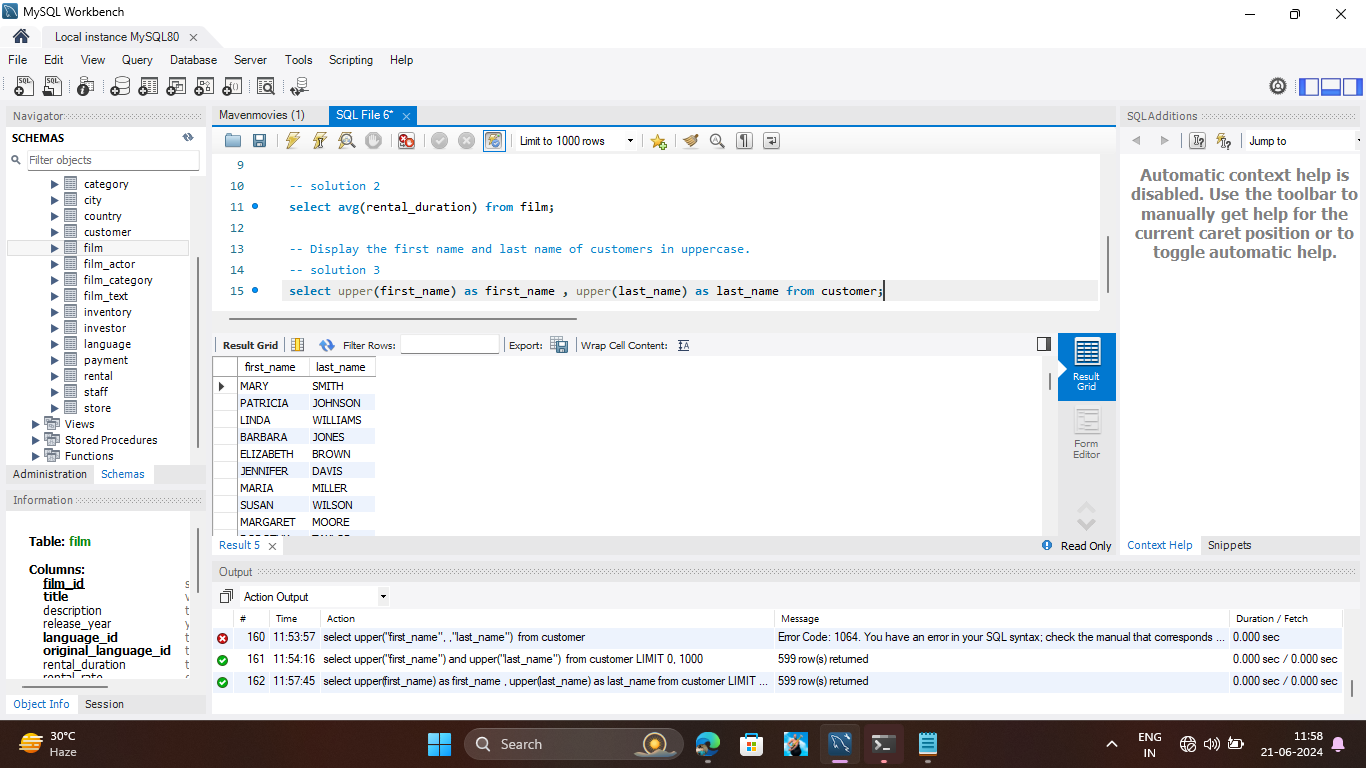 MySQL Workbench
Local instance MySQL80
File Edit View Query Database Server Tools Scripting Help
Navigator
SCHEMAS
Filter objects
category
city
country
customer
film
film_actor
film_category
film_text
inventory
investor
language
payment
rental
staff
store
Views
Stored Procedures
Functions
Administration Schemas
Information
Table: film
Columns:
film_id
title
description
release_year
language_id
original_language_id
rental_duration
rental_rate
Object Info Session
Mavenmovies (1) SQL File 6*
Limit to 1000 rows
9
10 -- solution 2
11 select avg(rental_duration) from film;
12
13 -- Display the first name and last name of customers in uppercase.
14 -- solution 3
15 select upper(first_name) as first_name , upper(last_name) as last_name from customer;
Result Grid Filter Rows: Export: Wrap Cell Content:
first_name last_name
MARY SMITH
PATRICIA JOHNSON
LINDA WILLIAMS
BARBARA JONES
ELIZABETH BROWN
JENNIFER DAVIS
MARIA MILLER
SUSAN WILSON
MARGARET MOORE
Result
Grid
Form
Editor
Result 5
Read Only
SQLAdditions
Jump to
Automatic context help is
disabled. Use the toolbar to
manually get help for the
current caret position or to
toggle automatic help.
Context Help Snippets
Output
Action Output
# Time Action Message Duration / Fetch
160 11:53:57 select upper("first_name", ,"last_name") from customer Error Code: 1064. You have an error in your SQL syntax; check the manual that corresponds ... 0.000 sec
161 11:54:16 select upper("first_name") and upper("last_name") from customer LIMIT 0, 1000 599 row(s) returned 0.000 sec / 0.000 sec
162 11:57:45 select upper(first_name) as first_name , upper(last_name) as last_name from customer LIMIT ... 599 row(s) returned 0.000 sec / 0.000 sec
30°C
Haze
Search
ENG
IN
11:58
21-06-2024